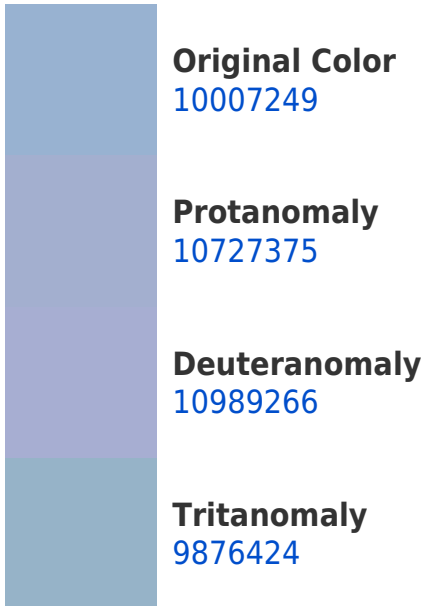 Original Color
10007249
Protanomaly
10727375
Deuteranomaly
10989266
Tritanomaly
9876424